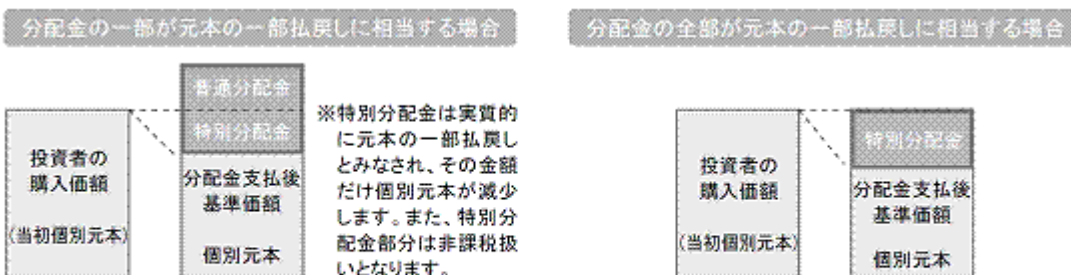 分配金の一部が元本の一部払戻しに相当する場合
普通分配金
特別分配金
投資者の
購入価額
(当初個別元本)
分配金支払後
基準価額
個別元本
※特別分配金は実質的
に元本の一部払戻し
とみなされ、その金額
だけ個別元本が減少
します。また、特別分
配金部分は非課税扱
いとなります。
分配金の全部が元本の一部払戻しに相当する場合
投資者の
購入価額
(当初個別元本)
特別分配金
分配金支払後
基準価額
個別元本